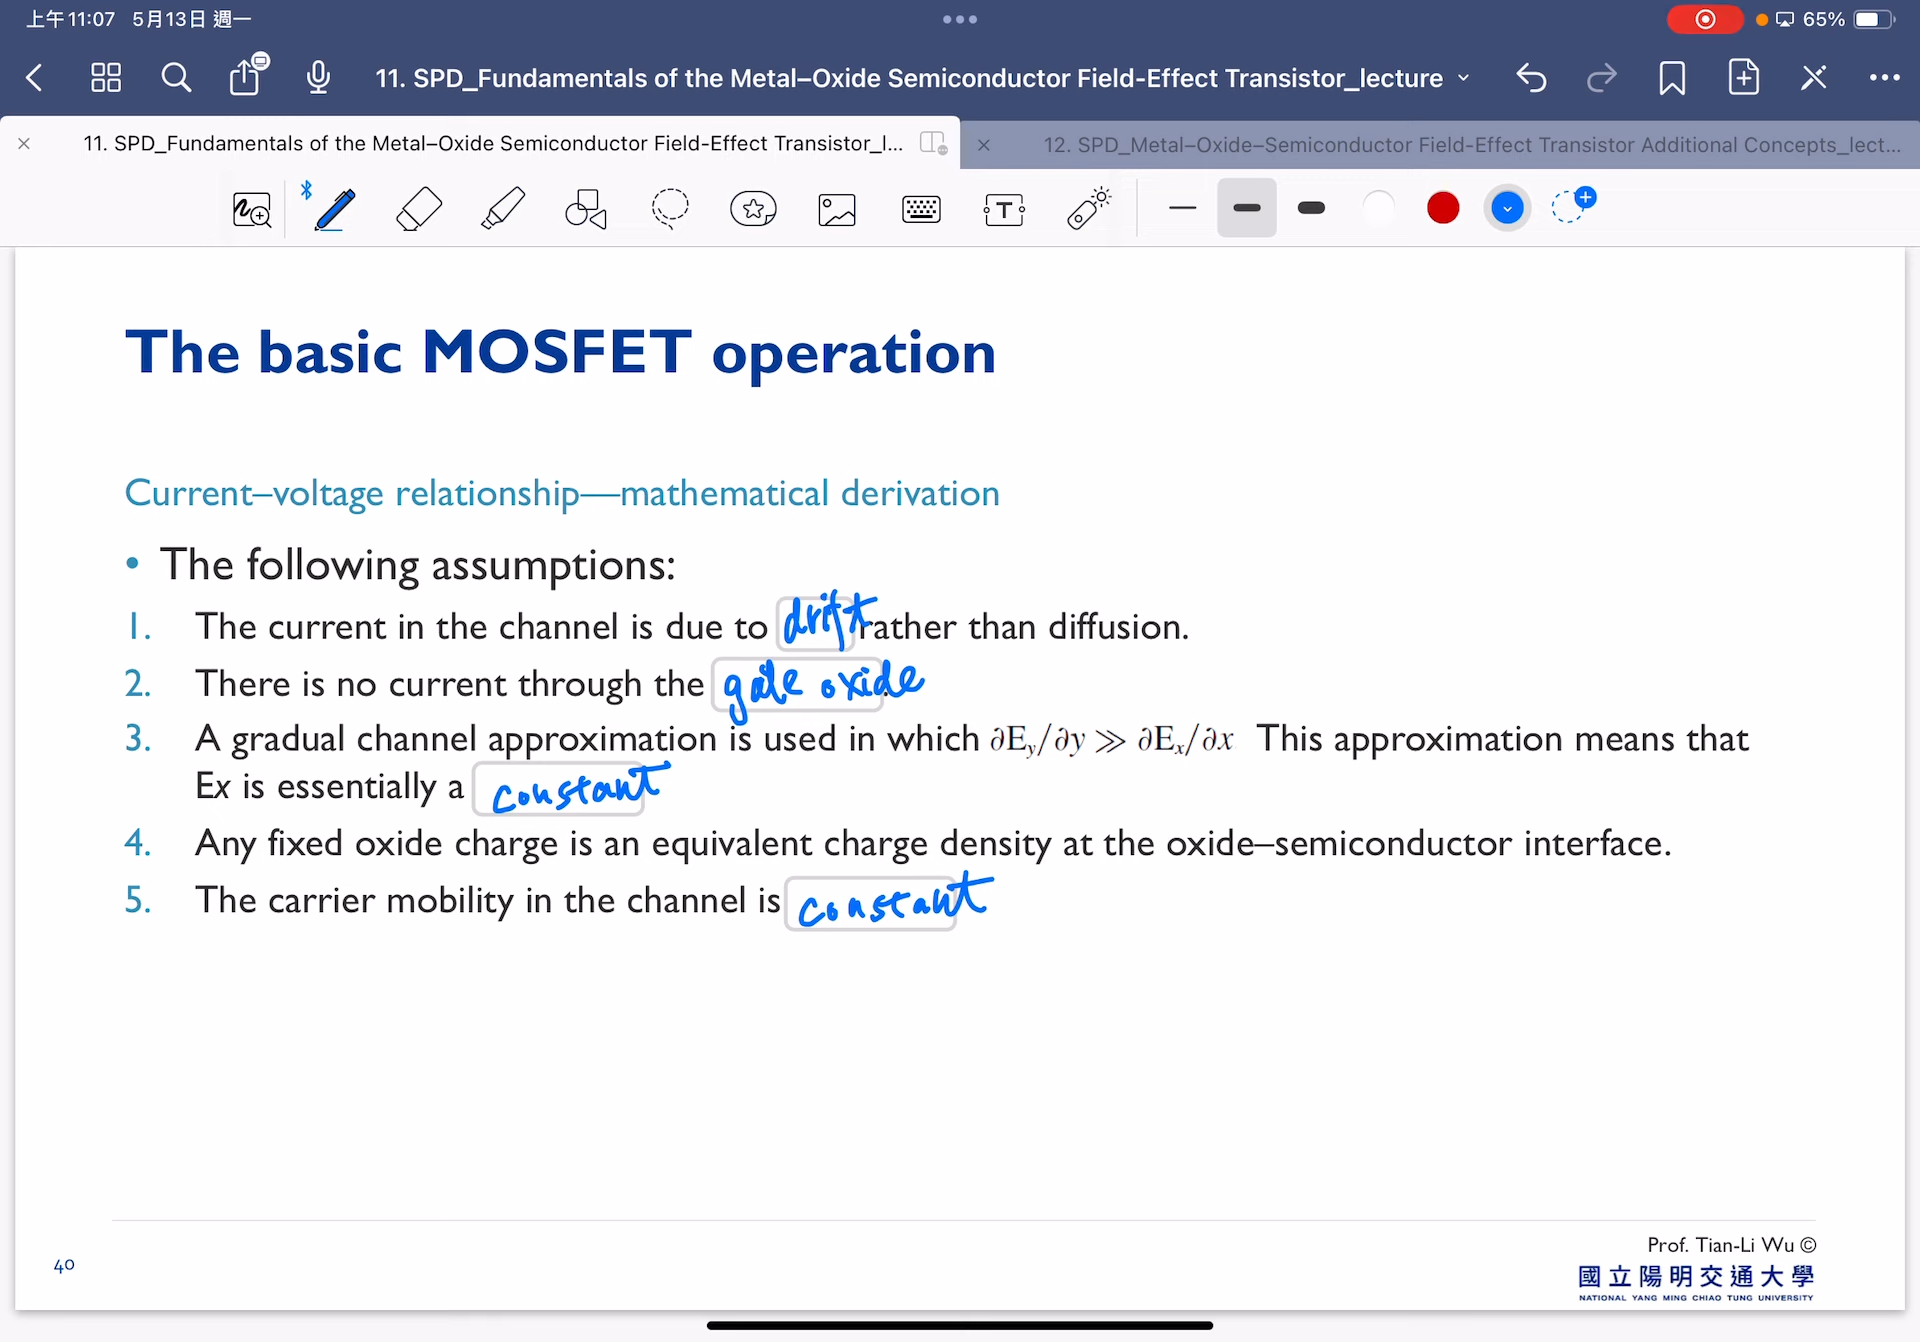 上午11:07 5月13日 週一
65%
11. SPD_Fundamentals of the Metal–Oxide Semiconductor Field-Effect Transistor_lecture
11. SPD_Fundamentals of the Metal–Oxide Semiconductor Field-Effect Transistor_l...
12. SPD_Metal–Oxide–Semiconductor Field-Effect Transistor Additional Concepts_lect...
The basic MOSFET operation
Current–voltage relationship—mathematical derivation
• The following assumptions:
1. The current in the channel is due to drift rather than diffusion.
2. There is no current through the gate oxide.
3. A gradual channel approximation is used in which ∂Ey/∂y ≫ ∂Ex/∂x This approximation means that
Ex is essentially a constant
4. Any fixed oxide charge is an equivalent charge density at the oxide–semiconductor interface.
5. The carrier mobility in the channel is constant
40
Prof. Tian-Li Wu ©
國立陽明交通大學
NATIONAL YANG MING CHIAO TUNG UNIVERSITY